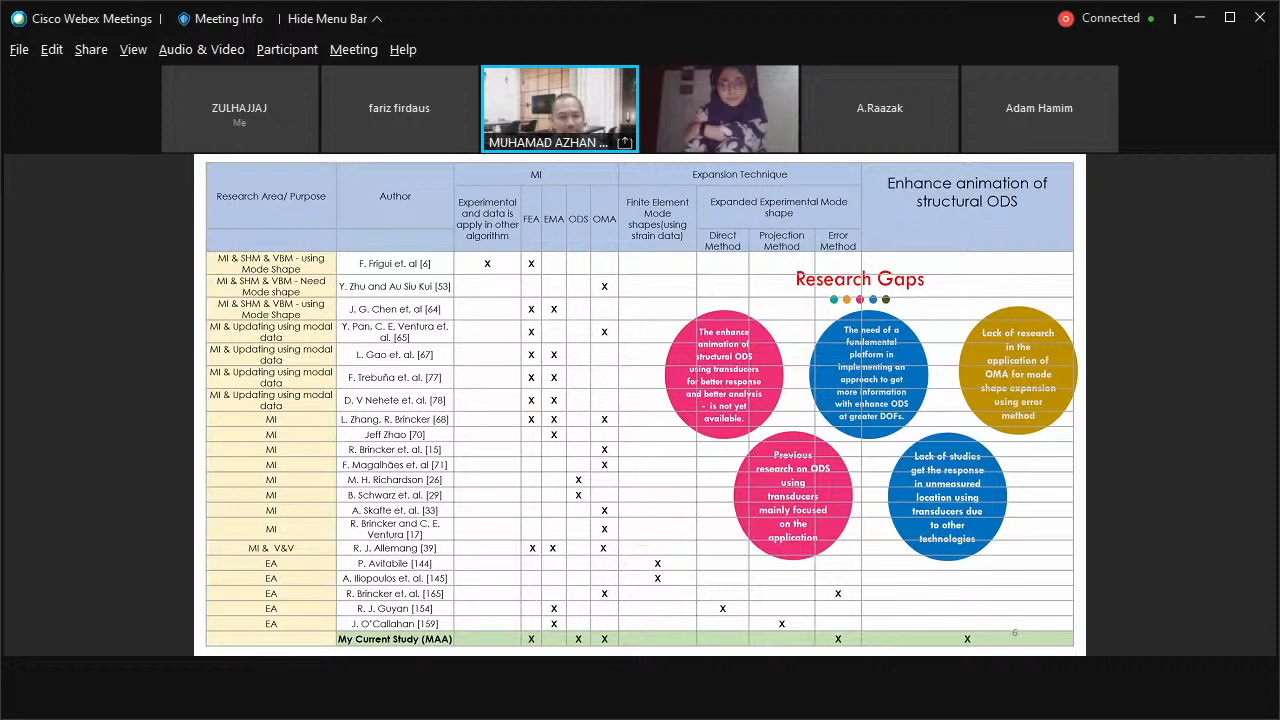 Cisco Webex Meetings | Meeting Info | Hide Menu Bar Connected
File Edit Share View Audio & Video Participant Meeting Help
ZULHAJJAJ
Me
fariz firdaus
MUHAMAD AZHAN ...
A.Raazak
Adam Hamim
Research Area/ Purpose
Author
MI
Expansion Technique
Enhance animation of
structural ODS
Experimental
and data is
apply in other
algorithm
FEA EMA ODS OMA
Finite Element
Mode
shapes(using
strain data)
Expanded Experimental Mode
shape
Direct
Method
Projection
Method
Error
Method
MI & SHM & VBM - using
Mode Shape
F. Frigui et. al [6] X X
MI & SHM & VBM - Need
Mode shape
Y. Zhu and Au Siu Kui [53] X
MI & SHM & VBM - using
Mode Shape
J. G. Chen et, al [64] X X
MI & Updating using modal
data
Y. Pan, C. E. Ventura et.
al. [65]
X X
MI & Updating using modal
data
L. Gao et. al. [67] X X
MI & Updating using modal
data
F. Trebuňa et. al. [77] X X
MI & Updating using modal
data
D. V Nehete et. al. [78] X X
MI L. Zhang, R. Brincker [68] X X X
MI Jeff Zhao [70] X
MI R. Brincker et al. [15] X
MI F. Magalhães et. al [71] X
MI M. H. Richardson [26] X
MI B. Schwarz et. al. [29] X
MI A. Skafte et. al. [33] X
MI R. Brincker and C. E.
Ventura [17]
X
MI & V&V R. J. Allemang [39] X X X
EA P. Avitabile [144] X
EA A. Iliopoulos et. al. [145] X
EA R. Brincker et al. [165] X X
EA R. J. Guyan [154] X X
EA J. O'Callahan [159] X X
My Current Study (MAA) X X X X X
Research Gaps
The enhance
animation of
structural ODS
using transducers
for better response
and better analysis
- is not yet
available.
The need of a
fundamental
platform in
implementing an
approach to get
more information
with enhance ODS
at greater DOFs.
Lack of research
in the
application of
OMA for mode
shape expansion
using error
method
Previous
research on ODS
using
transducers
mainly focused
on the
application
Lack of studies
get the response
in unmeasured
location using
transducers due
to other
technologies
6